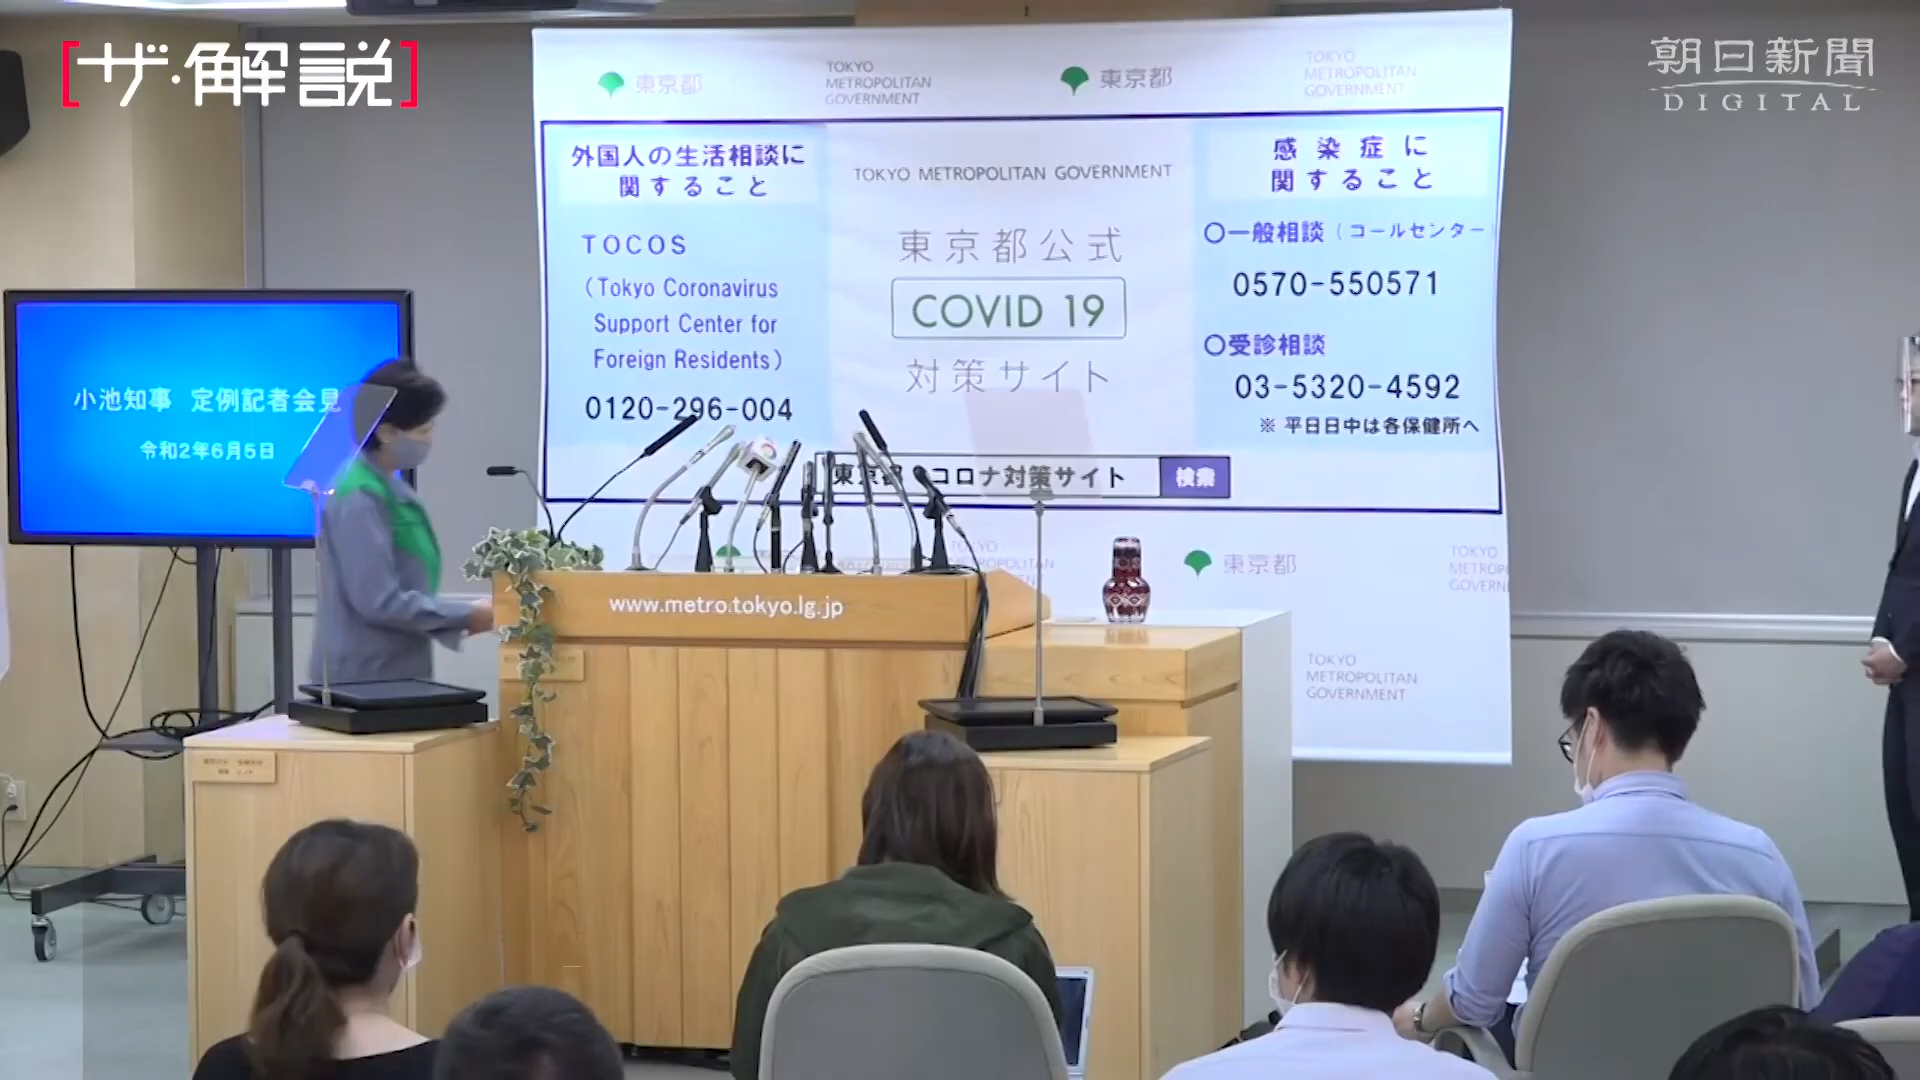 [ザ・解説]
朝日新聞
DIGITAL
東京都
TOKYO
METROPOLITAN
GOVERNMENT
東京都
TOKYO
METROPOLITAN
GOVERNMENT
外国人の生活相談に
関すること
TOCOS
(Tokyo Coronavirus
Support Center for
Foreign Residents)
0120-296-004
TOKYO METROPOLITAN GOVERNMENT
東京都公式
COVID 19
対策サイト
感染症に
関すること
〇一般相談(コールセンター
0570-550571
〇受診相談
03-5320-4592
※ 平日日中は各保健所へ
コロナ対策サイト
検索
小池知事 定例記者会見
令和2年6月5日
www.metro.tokyo.lg.jp
東京都
TOKYO
METROPOLITAN
GOVERNMENT